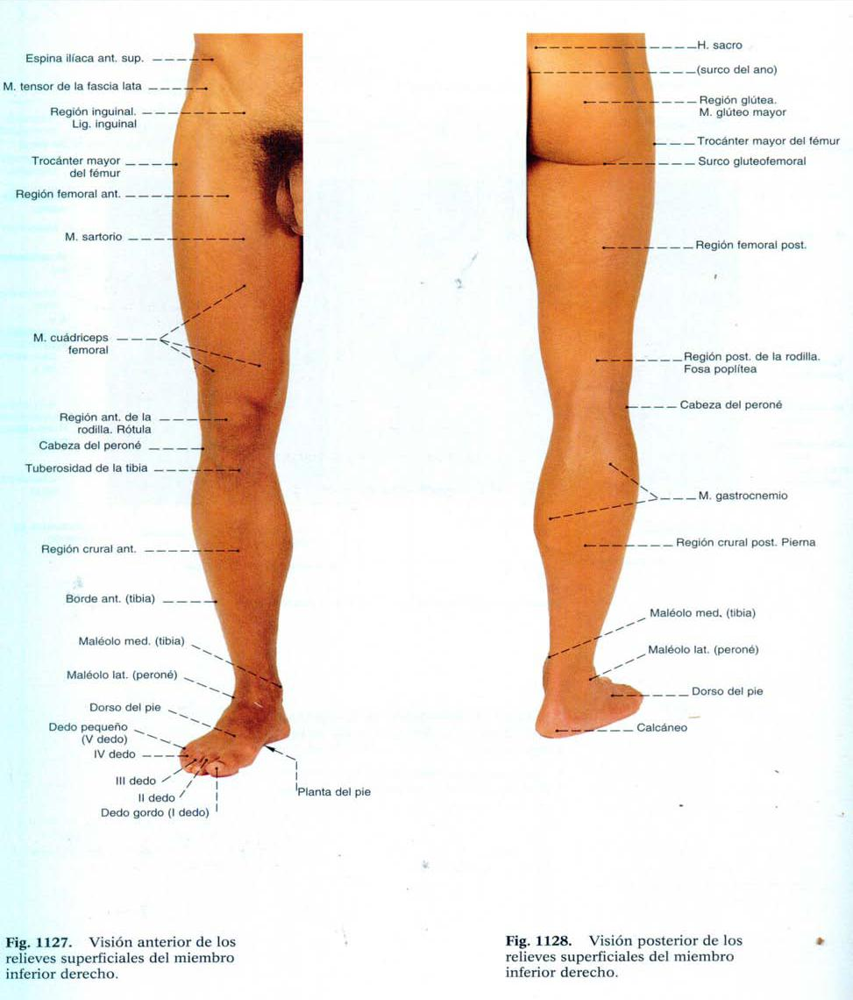 Espina ilíaca ant. sup.
M. tensor de la fascia lata
Región inguinal.
Lig. inguinal
Trocánter mayor
del fémur
Región femoral ant.
M. sartorio
M. cuádriceps
femoral
Región ant. de la
rodilla. Rótula
Cabeza del peroné
Tuberosidad de la tibia
Región crural ant.
Borde ant. (tibia)
Maléolo med. (tibia)
Maléolo lat. (peroné)
Dorso del pie
Dedo pequeño
(V dedo)
IV dedo
III dedo
II dedo
Dedo gordo (I dedo)
Planta del pie
Fig. 1127. Visión anterior de los
relieves superficiales del miembro
inferior derecho.
H. sacro
(surco del ano)
Región glútea.
M. glúteo mayor
Trocánter mayor del fémur
Surco gluteofemoral
Región femoral post.
Región post. de la rodilla.
Fosa poplítea
Cabeza del peroné
M. gastrocnemio
Región crural post. Pierna
Maléolo med. (tibia)
Maléolo lat. (peroné)
Dorso del pie
Calcáneo
Fig. 1128. Visión posterior de los
relieves superficiales del miembro
inferior derecho.